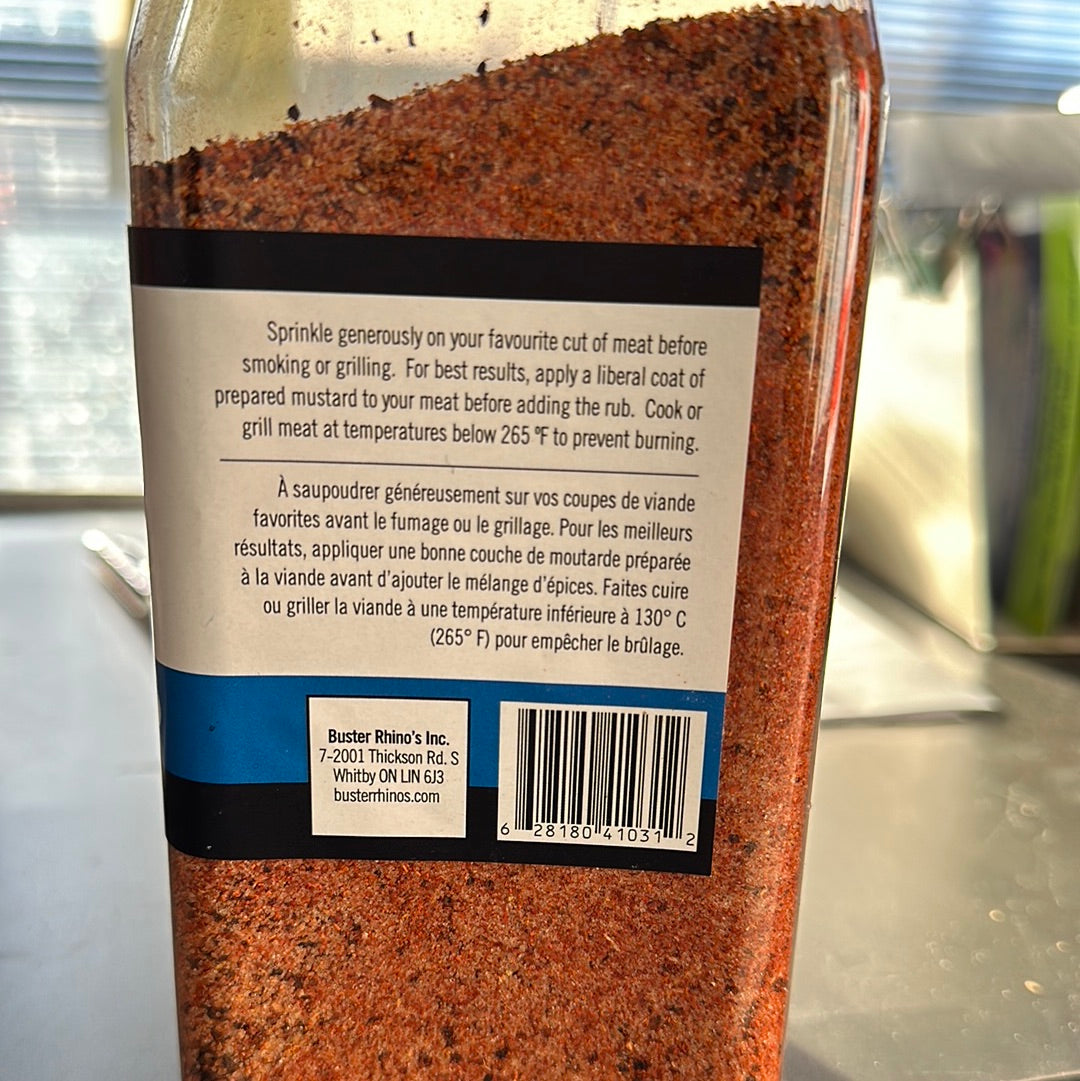 Sprinkle generously on your favourite cut of meat before
smoking or grilling. For best results, apply a liberal coat of
prepared mustard to your meat before adding the rub. Cook or
grill meat at temperatures below 265 °F to prevent burning.
À saupoudrer généreusement sur vos coupes de viande
favorites avant le fumage ou le grillage. Pour les meilleurs
résultats, appliquer une bonne couche de moutarde préparée
à la viande avant d'ajouter le mélange d'épices. Faites cuire
ou griller la viande à une température inférieure à 130° C
(265° F) pour empêcher le brûlage.
Buster Rhino's Inc.
7-2001 Thickson Rd. S
Whitby ON LIN 6J3
busterrhinos.com
6 28180 41031 2